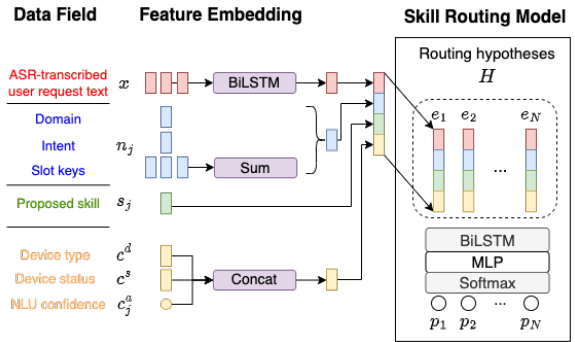 Data Field
Feature Embedding
Skill Routing Model
ASR-transcribed
user request text
x
BiLSTM
Domain
Intent
n_j
Slot keys
Sum
Proposed skill
s_j
Device type
c^d
Device status
c^s
Concat
NLU confidence
c_j^a
Routing hypotheses
H
e_1 e_2 e_N
...
BiLSTM
MLP
Softmax
...
p_1 p_2 p_N